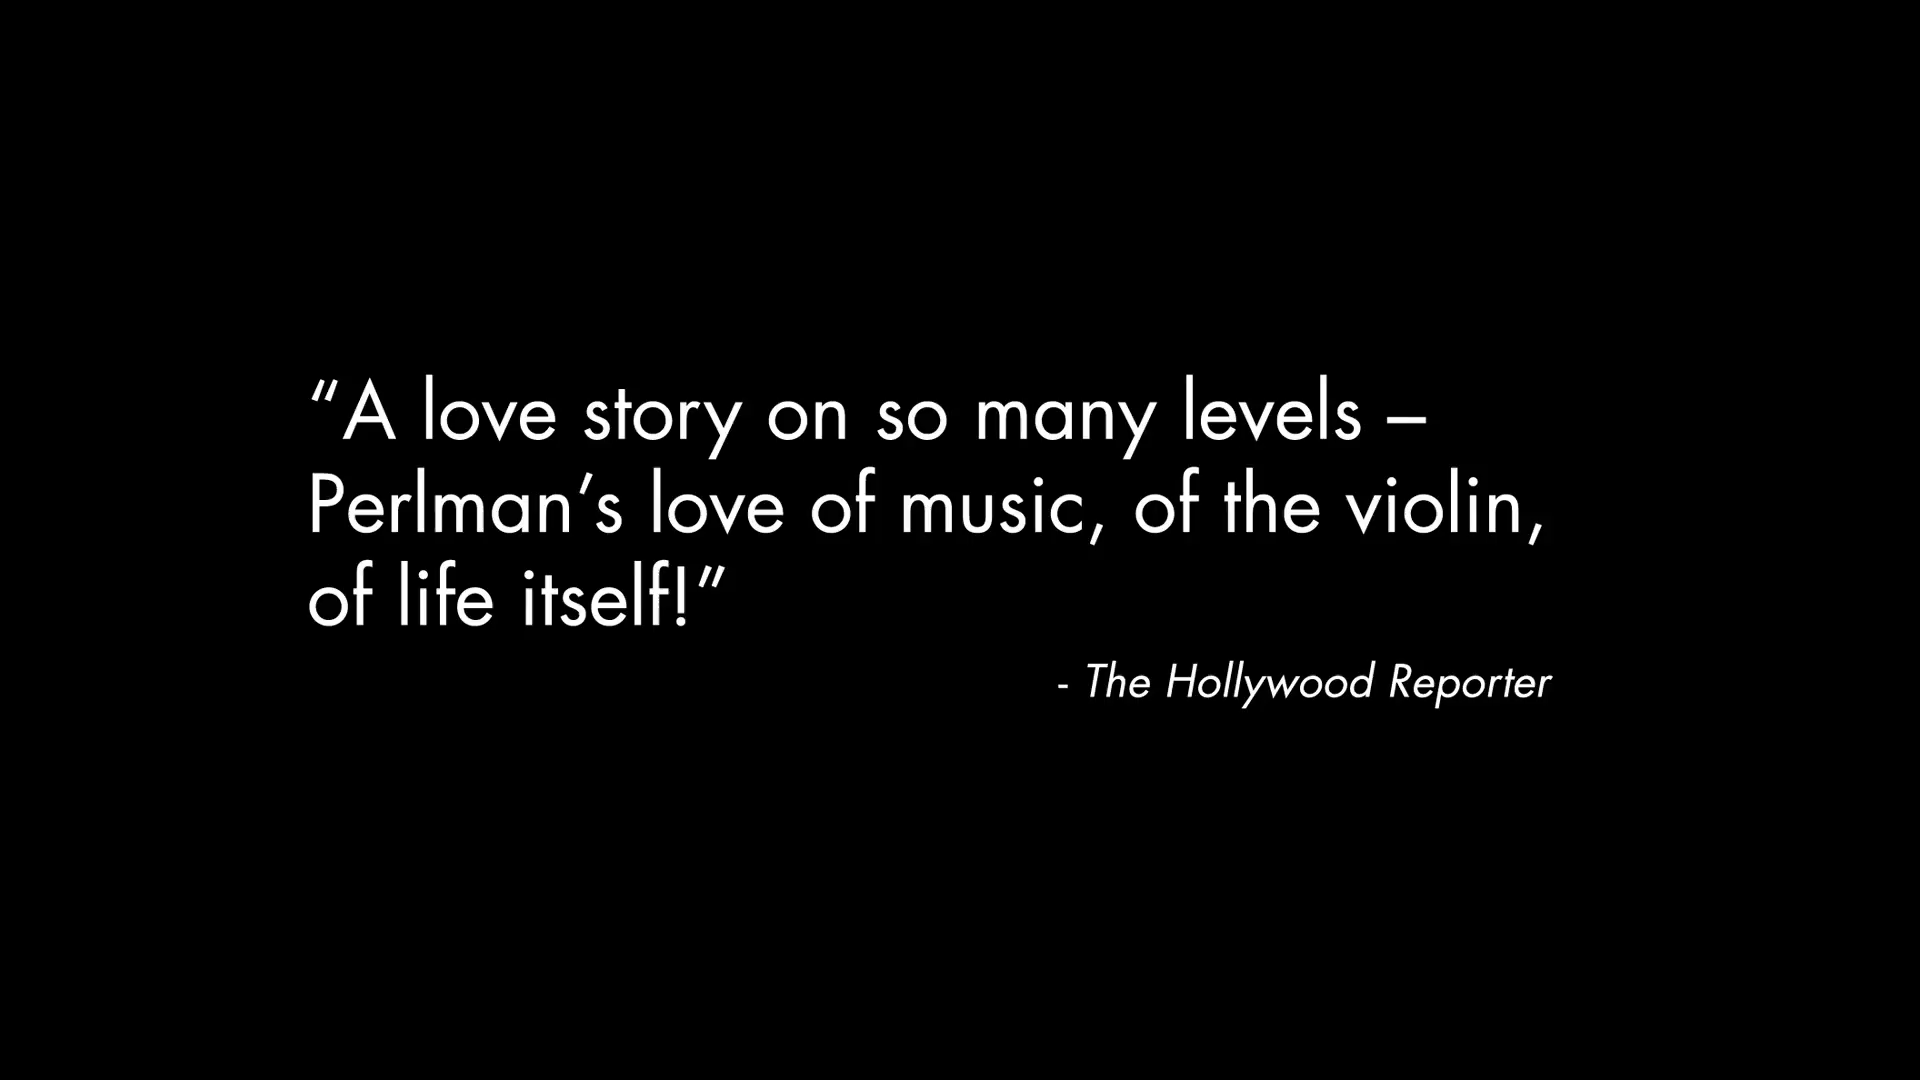 “A love story on so many levels –
Perlman’s love of music, of the violin,
of life itself!”
- The Hollywood Reporter